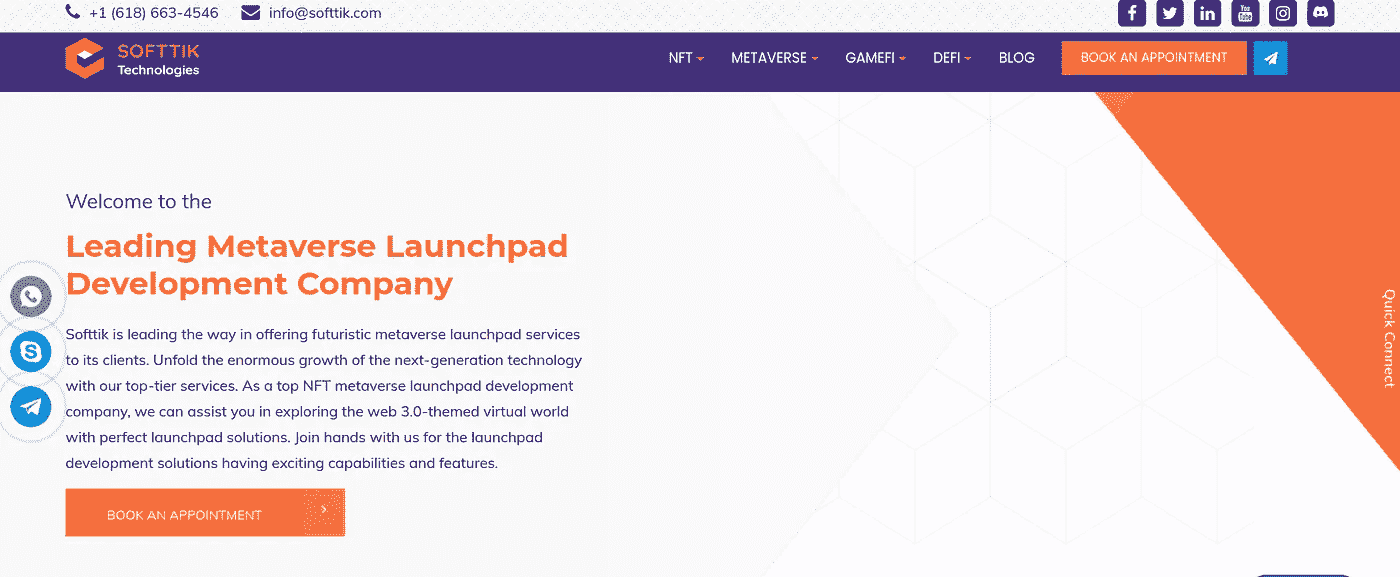 +1 (618) 663-4546 info@softtik.com
You Tube
SOFTTIK
Technologies
NFT METAVERSE GAMEFI DEFI BLOG BOOK AN APPOINTMENT
Welcome to the
Leading Metaverse Launchpad
Development Company
Softtik is leading the way in offering futuristic metaverse launchpad services
to its clients. Unfold the enormous growth of the next-generation technology
with our top-tier services. As a top NFT metaverse launchpad development
company, we can assist you in exploring the web 3.0-themed virtual world
with perfect launchpad solutions. Join hands with us for the launchpad
development solutions having exciting capabilities and features.
BOOK AN APPOINTMENT
Quick Connect